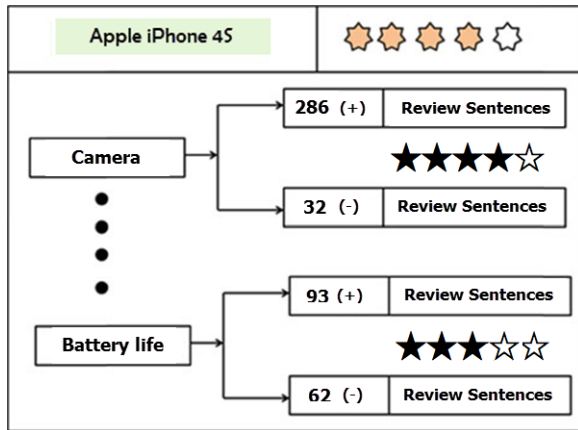 Apple iPhone 4S
286 (+) Review Sentences
Camera
32 (-) Review Sentences
93 (+) Review Sentences
Battery life
62 (-) Review Sentences